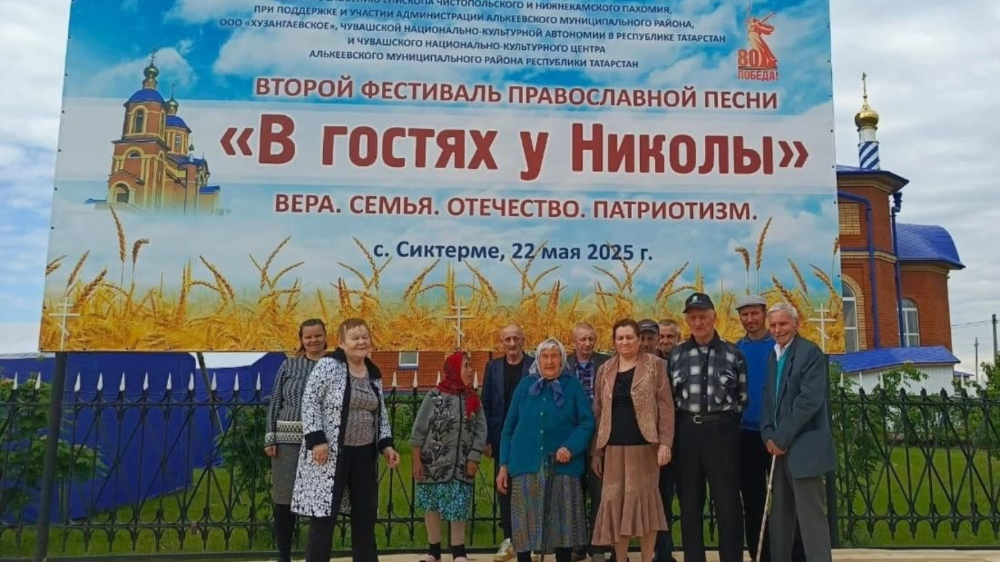 ЕПИСКОПА ЧИСТОПОЛЬСКОГО И НИЖНЕКАМСКОГО ПАХОМИЯ,
ПРИ ПОДДЕРЖКЕ И УЧАСТИИ АДМИНИСТРАЦИИ АЛЬКЕЕВСКОГО МУНИЦИПАЛЬНОГО РАЙОНА,
ООО «ХУЗАНГАЕВСКОЕ», ЧУВАШСКОЙ НАЦИОНАЛЬНО-КУЛЬТУРНОЙ АВТОНОМИИ В РЕСПУБЛИКЕ ТАТАРСТАН
И ЧУВАШСКОГО НАЦИОНАЛЬНО-КУЛЬТУРНОГО ЦЕНТРА
АЛЬКЕЕВСКОГО МУНИЦИПАЛЬНОГО РАЙОНА РЕСПУБЛИКИ ТАТАРСТАН
80
ПОБЕДА!
ВТОРОЙ ФЕСТИВАЛЬ ПРАВОСЛАВНОЙ ПЕСНИ
«В ГОСТЯХ У НИКОЛЫ»
ВЕРА. СЕМЬЯ. ОТЕЧЕСТВО. ПАТРИОТИЗМ.
с. Сиктерме, 22 мая 2025 г.